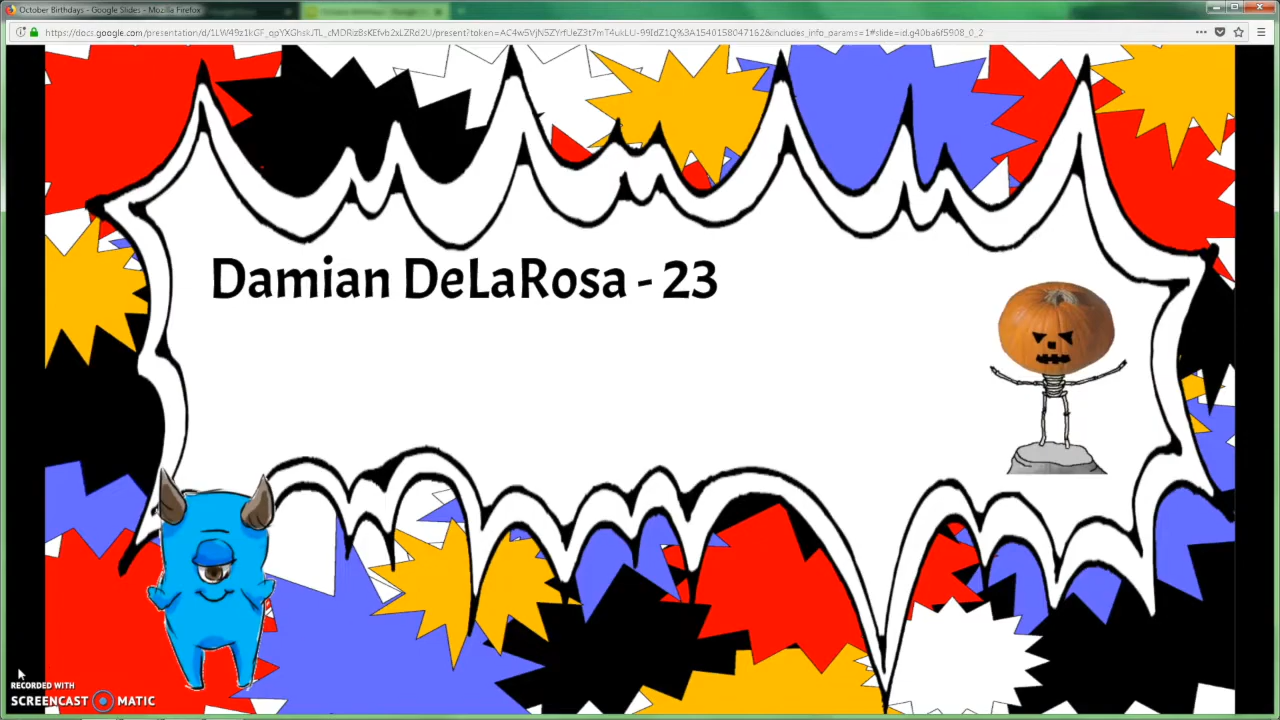 October Birthdays - Google Slides - Mozilla Firefox
Damian DeLaRosa - 23
RECORDED WITH
SCREENCAST MATIC